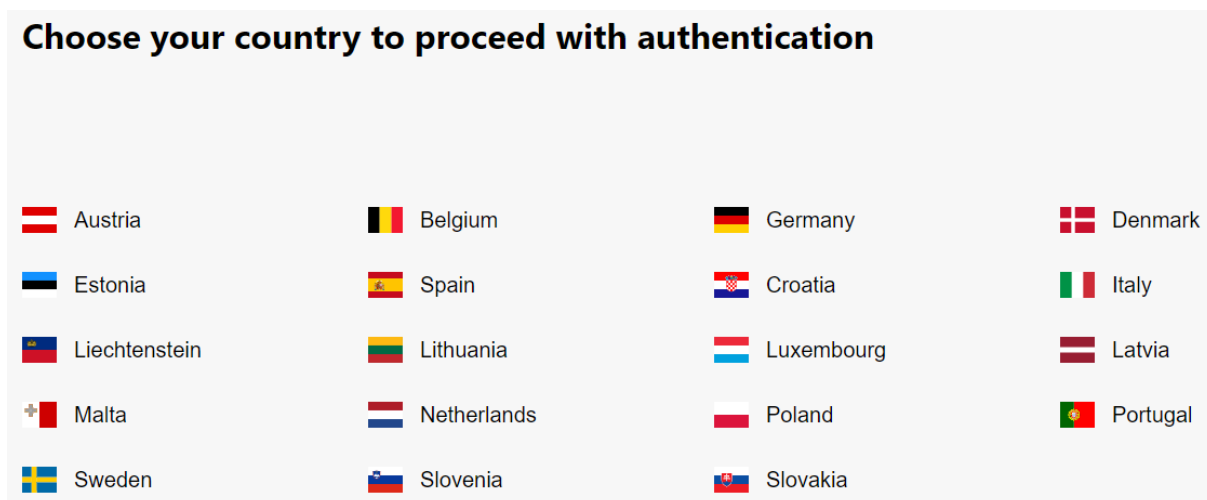 Choose your country to proceed with authentication
Austria Belgium Germany Denmark
Estonia Spain Croatia Italy
Liechtenstein Lithuania Luxembourg Latvia
Malta Netherlands Poland Portugal
Sweden Slovenia Slovakia